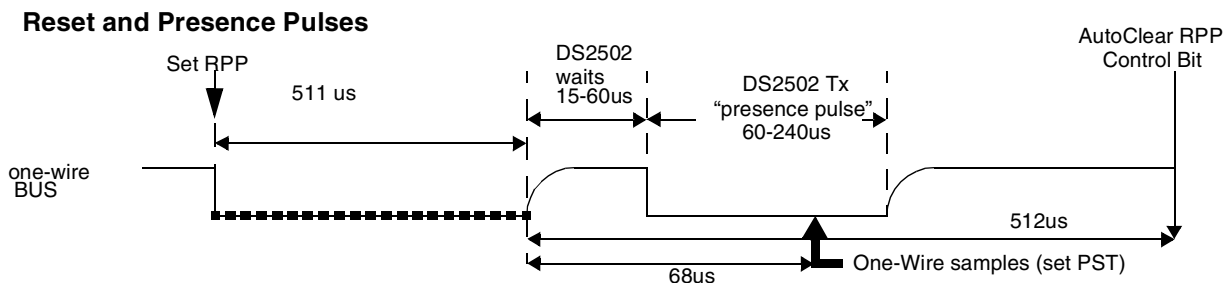 Reset and Presence Pulses
Set RPP
511 us
DS2502
waits
15-60us
DS2502 Tx
“presence pulse”
60-240us
AutoClear RPP
Control Bit
one-wire
BUS
512us
68us
One-Wire samples (set PST)